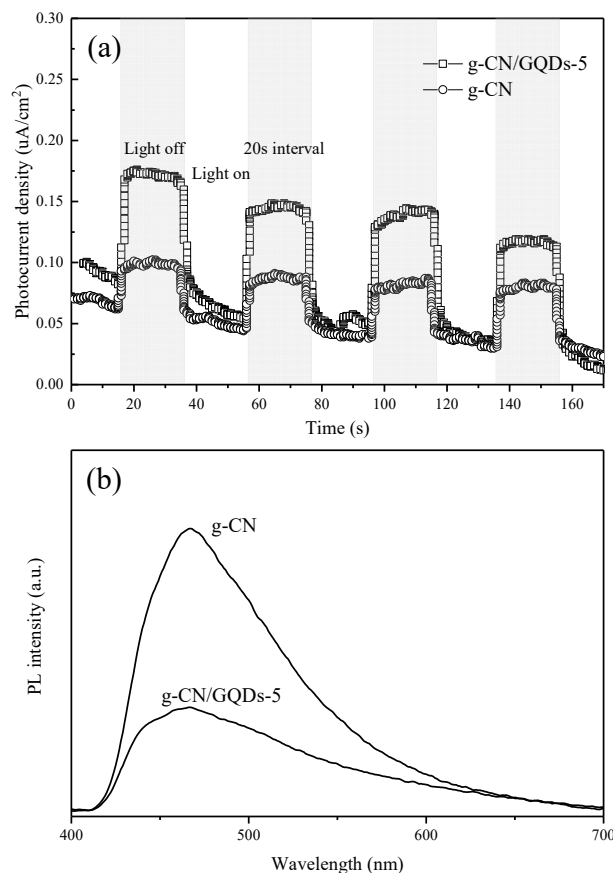 (a)
g-CN/GQDs-5
g-CN
Light off
20s interval
Light on
Photocurrent density (uA/cm²)
0.30
0.25
0.20
0.15
0.10
0.05
0.00
0 20 40 60 80 100 120 140 160
Time (s)
(b)
g-CN
g-CN/GQDs-5
PL intensity (a.u.)
400 500 600 700
Wavelength (nm)